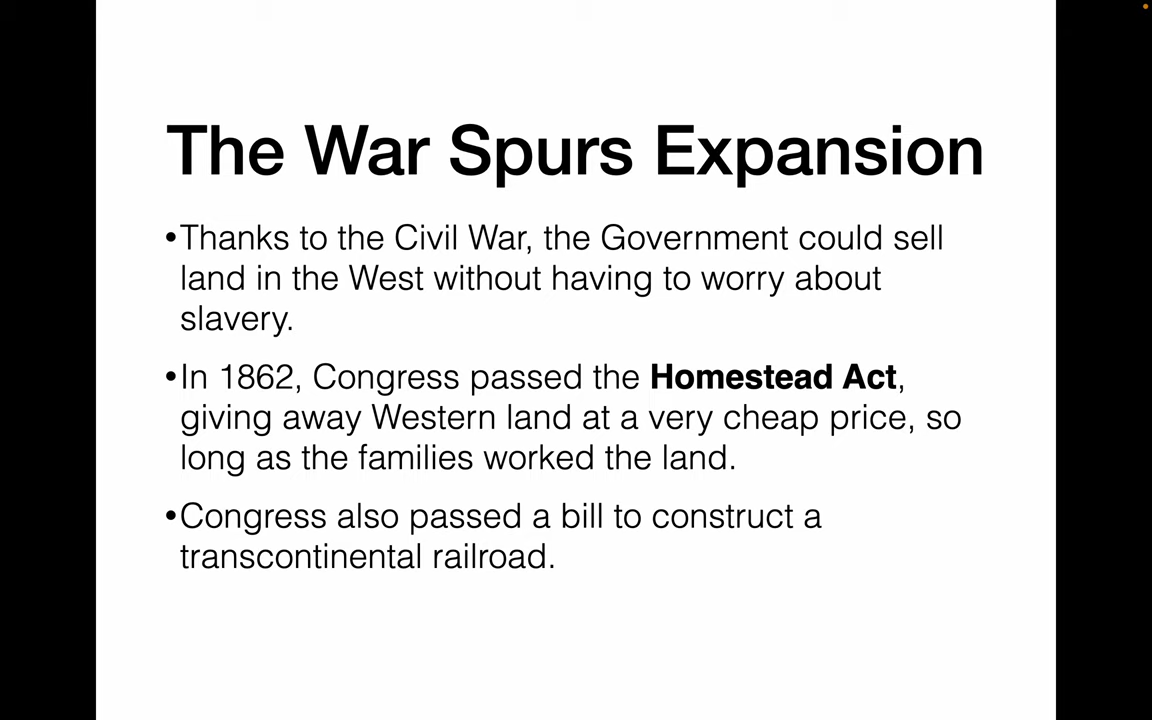 The War Spurs Expansion
•Thanks to the Civil War, the Government could sell
land in the West without having to worry about
slavery.
•In 1862, Congress passed the Homestead Act,
giving away Western land at a very cheap price, so
long as the families worked the land.
•Congress also passed a bill to construct a
transcontinental railroad.